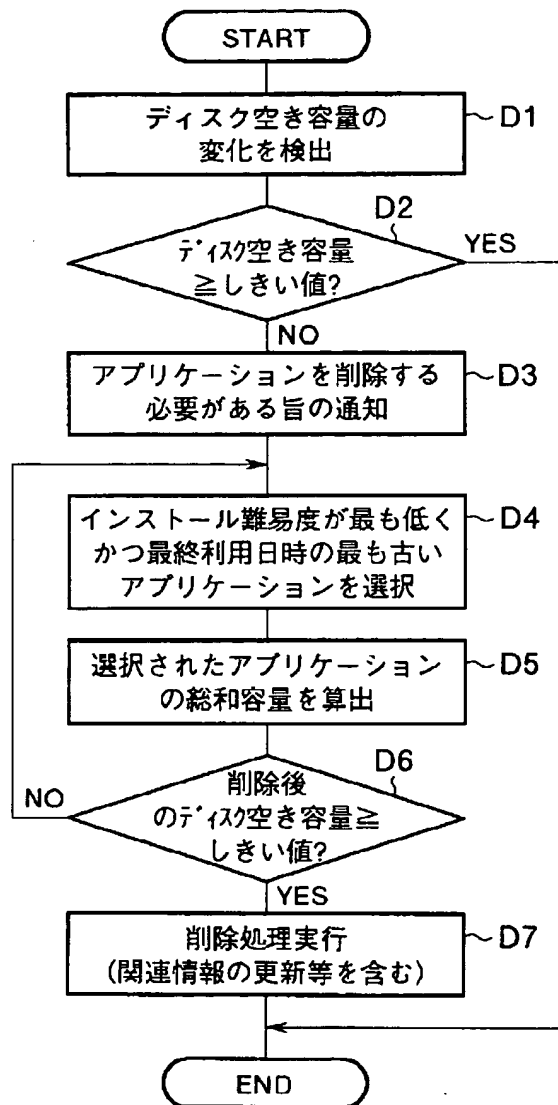 START
ディスク空き容量の
変化を検出
D1
D2
ディスク空き容量
≧しきい値?
YES
NO
アプリケーションを削除する
必要がある旨の通知
D3
インストール難易度が最も低く
かつ最終利用日時の最も古い
アプリケーションを選択
D4
選択されたアプリケーション
の総和容量を算出
D5
D6
削除後
のディスク空き容量≧
しきい値?
NO
YES
削除処理実行
(関連情報の更新等を含む)
D7
END